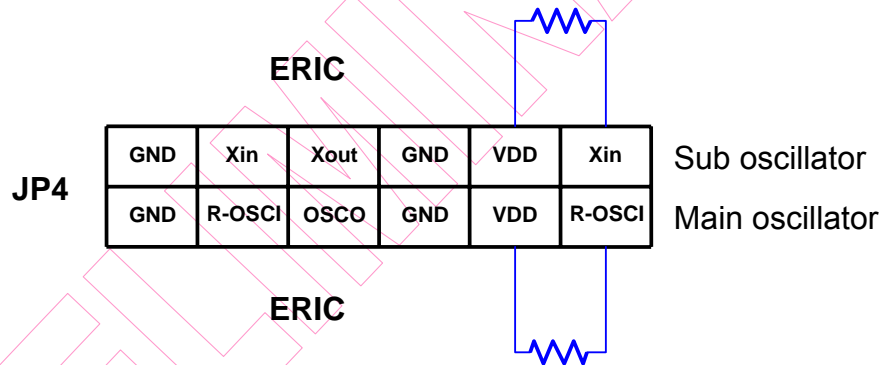 ERIC
JP4
GND Xin Xout GND VDD Xin Sub oscillator
GND R-OSCI OSCO GND VDD R-OSCI Main oscillator
ERIC